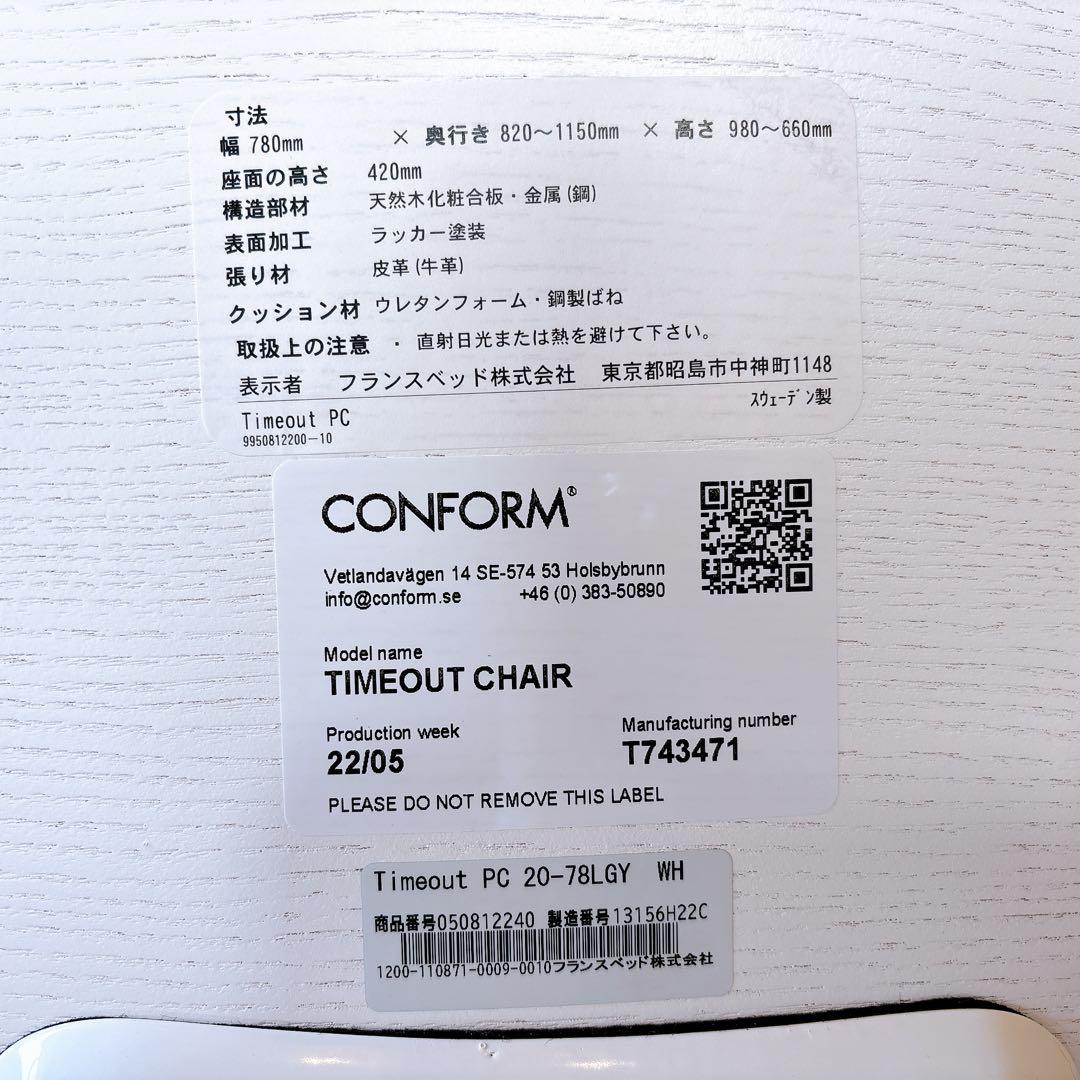 寸法
幅 780mm × 奥行き 820～1150mm × 高さ 980～660mm
座面の高さ 420mm
構造部材 天然木化粧合板・金属(鋼)
表面加工 ラッカー塗装
張り材 皮革(牛革)
クッション材 ウレタンフォーム・鋼製ばね
取扱上の注意 ・ 直射日光または熱を避けて下さい。
表示者 フランスベッド株式会社 東京都昭島市中神町1148
Timeout PC ｽｳｪｰﾃﾞﾝ製
9950812200-10
CONFORM®
Vetlandavägen 14 SE-574 53 Holsbybrunn
info@conform.se +46 (0) 383-50890
Model name
TIMEOUT CHAIR
Production week Manufacturing number
22/05 T743471
PLEASE DO NOT REMOVE THIS LABEL
Timeout PC 20-78LGY WH
商品番号050812240 製造番号13156H22C
1200-110871-0009-0010フランスベッド株式会社